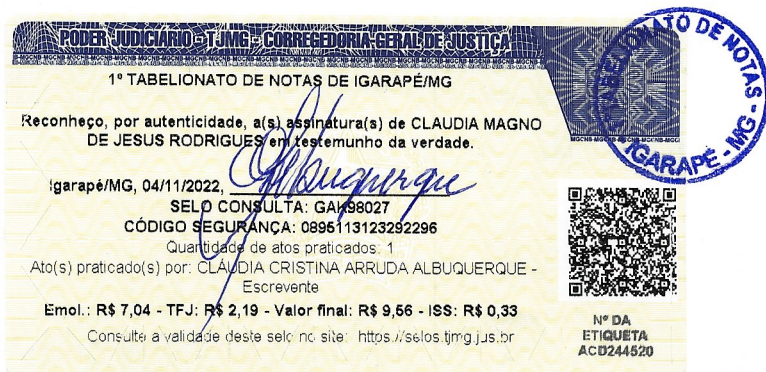 PODER JUDICIÁRIO - TJMG - CORREGEDORIA-GERAL DE JUSTIÇA
1º TABELIONATO DE NOTAS DE IGARAPÉ/MG
TABELIONATO DE NOTAS - IGARAPÉ - MG -
Reconheço, por autenticidade, a(s) assinatura(s) de CLAUDIA MAGNO
DE JESUS RODRIGUES em testemunho da verdade.
Igarapé/MG, 04/11/2022,
Albuquerque
SELO CONSULTA: GAK98027
CÓDIGO SEGURANÇA: 0895113123292296
Quantidade de atos praticados: 1
Ato(s) praticado(s) por: CLÁUDIA CRISTINA ARRUDA ALBUQUERQUE -
Escrevente
Emol.: R$ 7,04 - TFJ: R$ 2,19 - Valor final: R$ 9,56 - ISS: R$ 0,33
Consulte a validade deste selo no site: https://selos.tjmg.jus.br
Nº DA
ETIQUETA
ACD244520